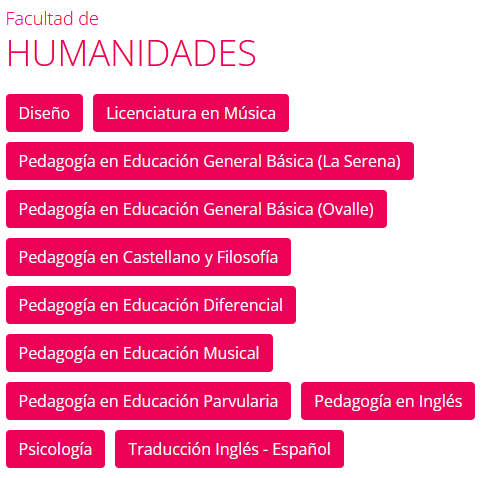 Facultad de
HUMANIDADES
Diseño
Licenciatura en Música
Pedagogía en Educación General Básica (La Serena)
Pedagogía en Educación General Básica (Ovalle)
Pedagogía en Castellano y Filosofía
Pedagogía en Educación Diferencial
Pedagogía en Educación Musical
Pedagogía en Educación Parvularia
Pedagogía en Inglés
Psicología
Traducción Inglés - Español